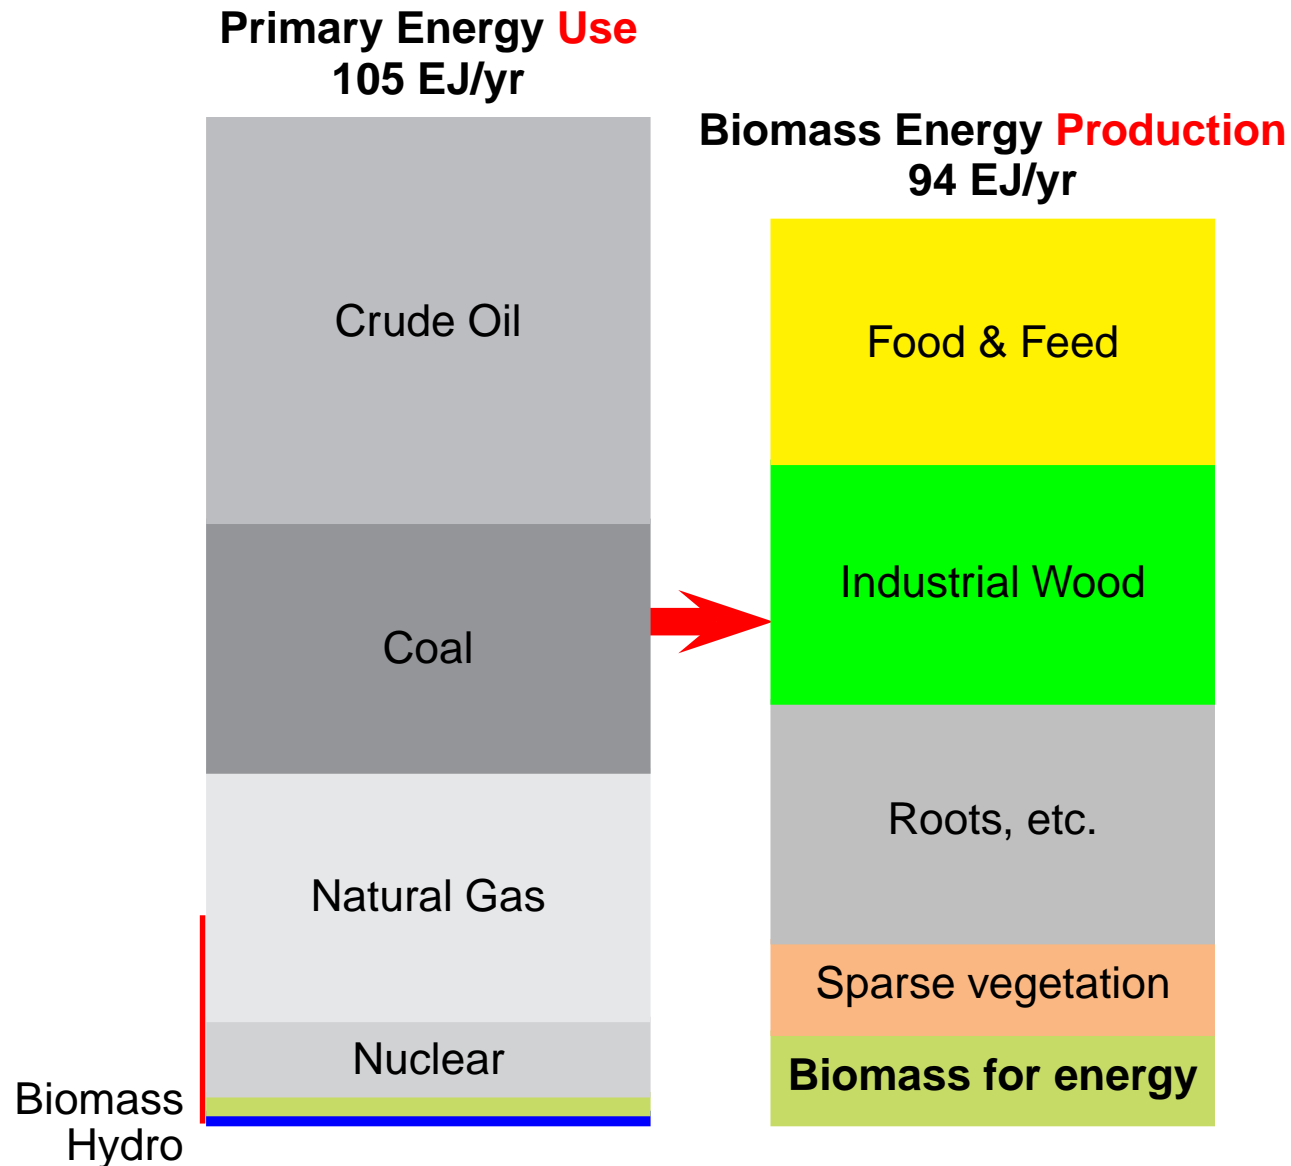 Primary Energy Use
105 EJ/yr
Biomass Energy Production
94 EJ/yr
Crude Oil
Coal
Natural Gas
Nuclear
Biomass
Hydro
Food & Feed
Industrial Wood
Roots, etc.
Sparse vegetation
Biomass for energy